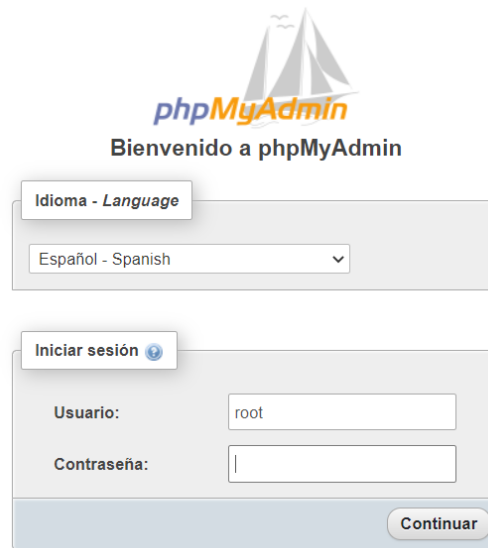 phpMyAdmin
Bienvenido a phpMyAdmin
Idioma - Language
Español - Spanish
Iniciar sesión
Usuario:
root
Contraseña:
Continuar